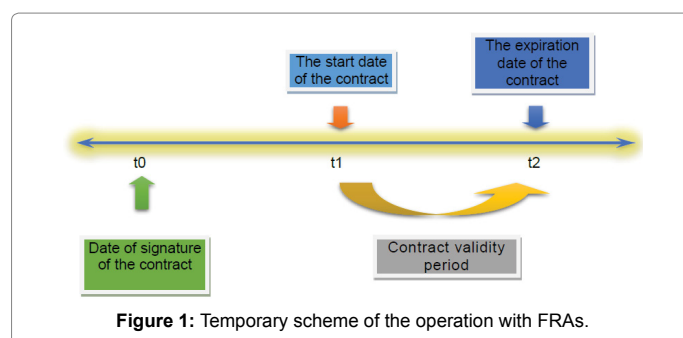 The start date
of the contract
The expiration
date of the
contract
t0
t1
t2
Date of signature
of the contract
Contract validity
period
Figure 1: Temporary scheme of the operation with FRAs.